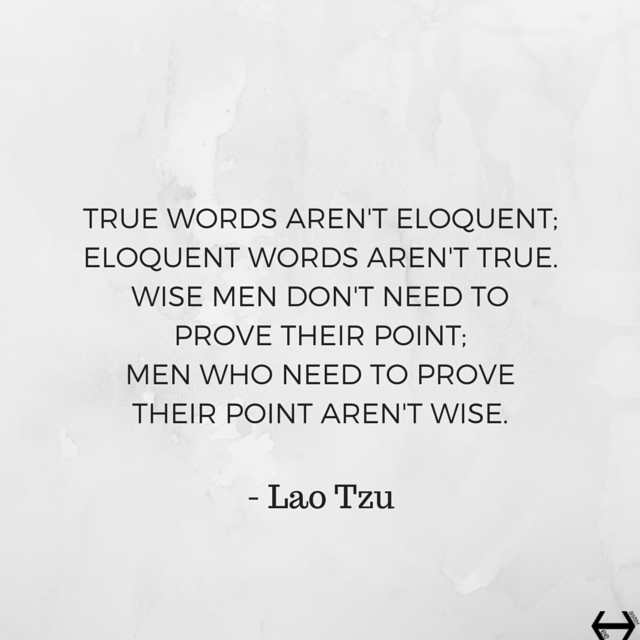 TRUE WORDS AREN'T ELOQUENT;
ELOQUENT WORDS AREN'T TRUE.
WISE MEN DON'T NEED TO
PROVE THEIR POINT;
MEN WHO NEED TO PROVE
THEIR POINT AREN'T WISE.
- Lao Tzu